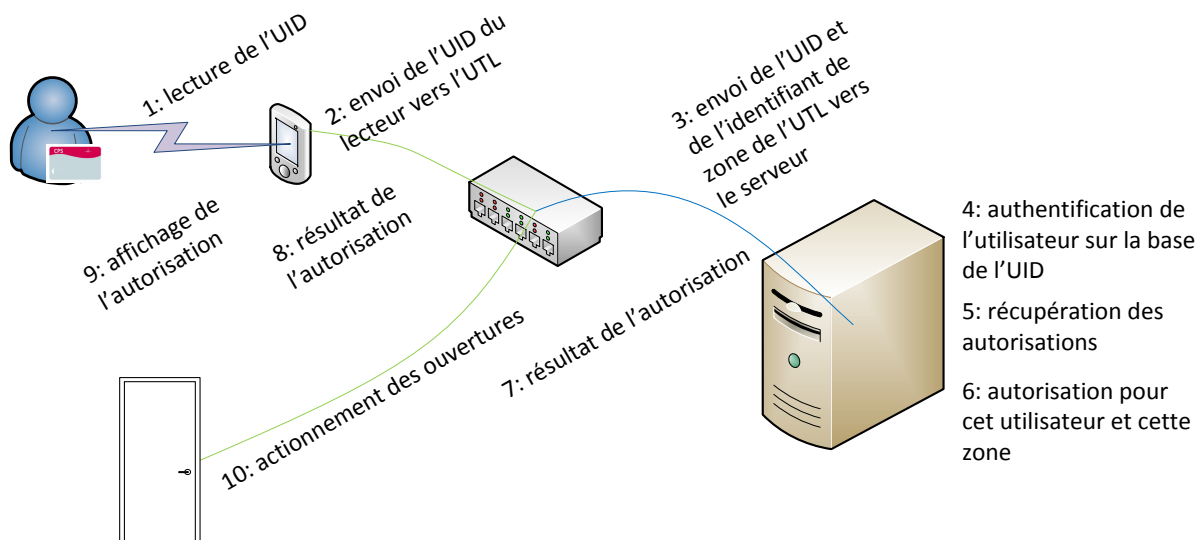 1: lecture de l’UID
CPS
2: envoi de l’UID du
lecteur vers l’UTL
3: envoi de l’UID et
de l’identifiant de
zone de l’UTL vers
le serveur
4: authentification de
l’utilisateur sur la base
de l’UID
5: récupération des
autorisations
6: autorisation pour
cet utilisateur et cette
zone
7: résultat de l’autorisation
8: résultat de
l’autorisation
9: affichage de
l’autorisation
10: actionnement des ouvertures